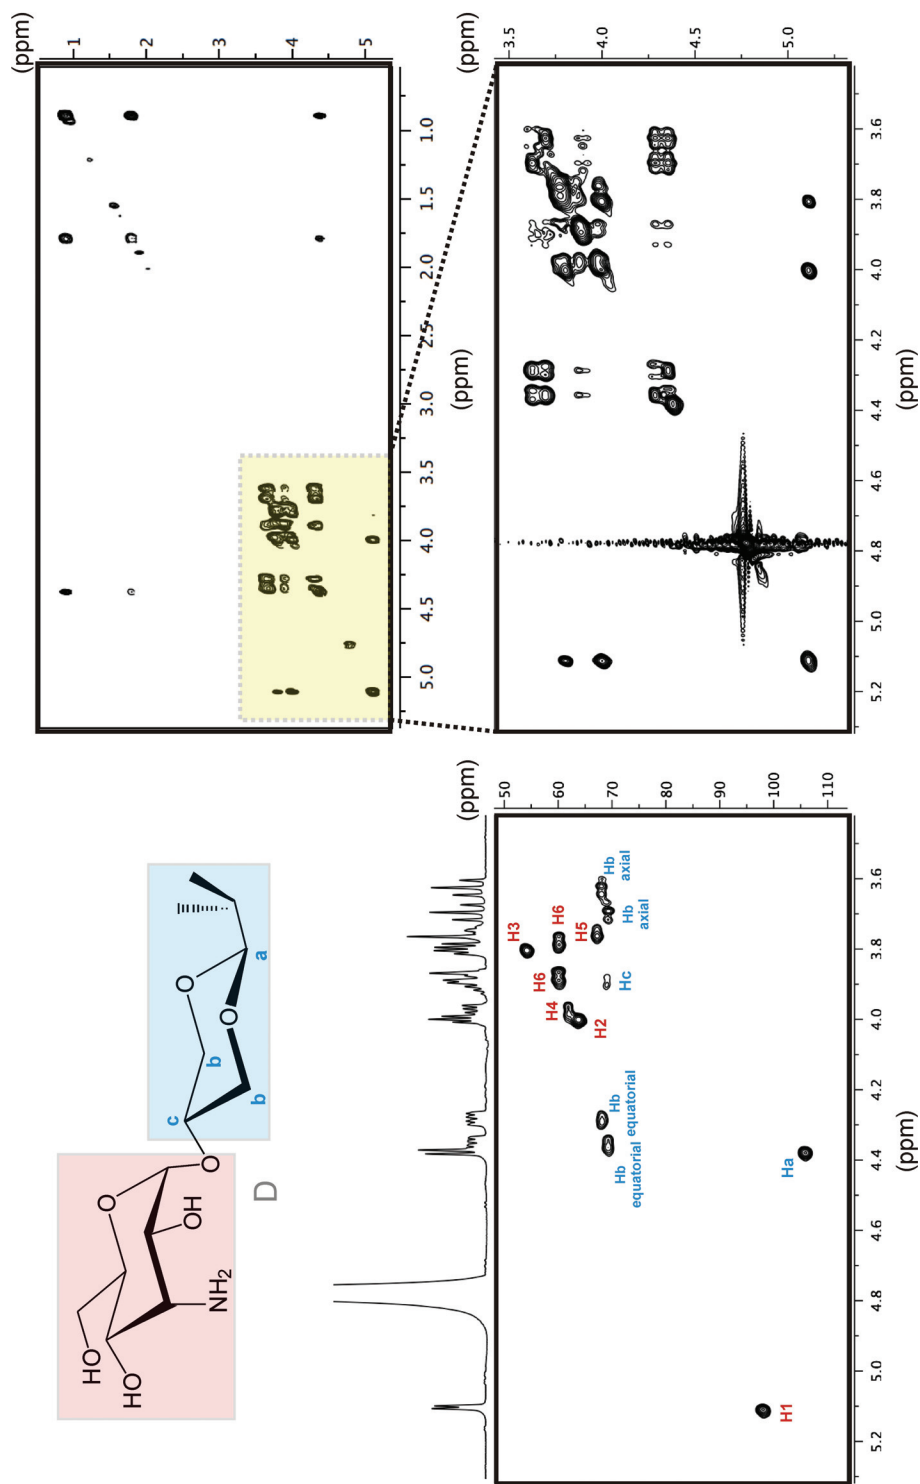 HO
HO
O
NH₂
OH
O
D
O
O
c
b
b
a
(ppm)
1
2
3
4
5
1.0
1.5
2.0
2.5
3.0
3.5
4.0
4.5
5.0
(ppm)
(ppm)
50
60
70
80
90
100
110
H3
H6
H6
H5
H4
H2
Hb
axial
Hb
axial
Hc
Hb
equatorial
Hb
equatorial
Ha
H1
5.2
5.0
4.8
4.6
4.4
4.2
4.0
3.8
3.6
(ppm)
3.5
4.0
4.5
5.0
5.2
5.0
4.8
4.6
4.4
4.2
4.0
3.8
3.6
(ppm)